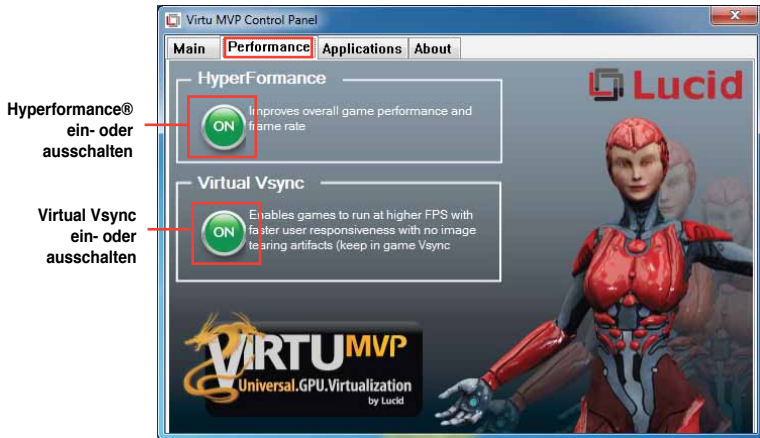 Virtu MVP Control Panel
Main Performance Applications About
HyperFormance
Lucid
ON
Improves overall game performance and
frame rate
Hyperformance®
ein- oder
ausschalten
Virtual Vsync
ON
Enables games to run at higher FPS with
faster user responsiveness with no image
tearing artifacts (keep in game Vsync
Virtual Vsync
ein- oder
ausschalten
VIRTUMVP
Universal.GPU.Virtualization
by Lucid